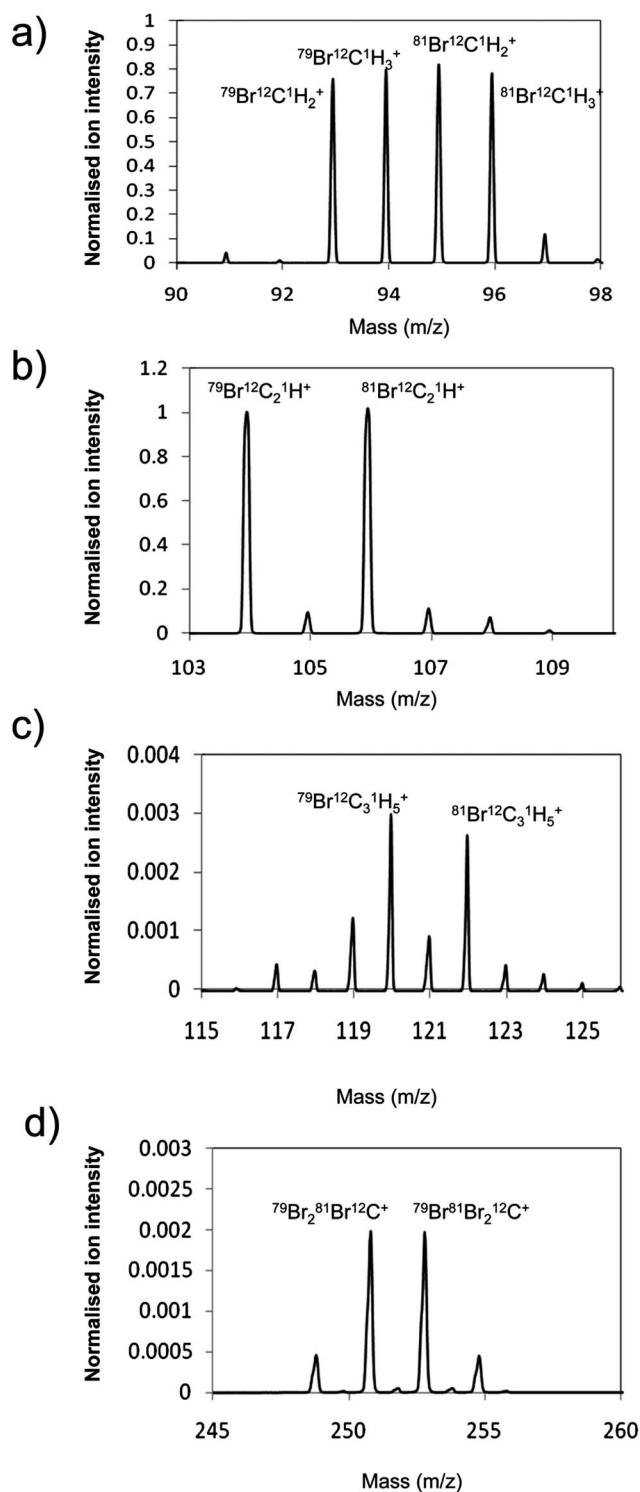 a)
Normalised ion intensity
1
0.9
0.8
0.7
0.6
0.5
0.4
0.3
0.2
0.1
0
⁷⁹Br¹²C¹H₂⁺
⁷⁹Br¹²C¹H₃⁺
⁸¹Br¹²C¹H₂⁺
⁸¹Br¹²C¹H₃⁺
90 92 94 96 98
Mass (m/z)
b)
Normalised ion intensity
1.2
1
0.8
0.6
0.4
0.2
0
⁷⁹Br¹²C₂¹H⁺ ⁸¹Br¹²C₂¹H⁺
103 105 107 109
Mass (m/z)
c)
Normalised ion intensity
0.004
0.003
0.002
0.001
0
⁷⁹Br¹²C₃¹H₅⁺ ⁸¹Br¹²C₃¹H₅⁺
115 117 119 121 123 125
Mass (m/z)
d)
Normalised ion intensity
0.003
0.0025
0.002
0.0015
0.001
0.0005
0
⁷⁹Br₂⁸¹Br¹²C⁺ ⁷⁹Br⁸¹Br₂¹²C⁺
245 250 255 260
Mass (m/z)